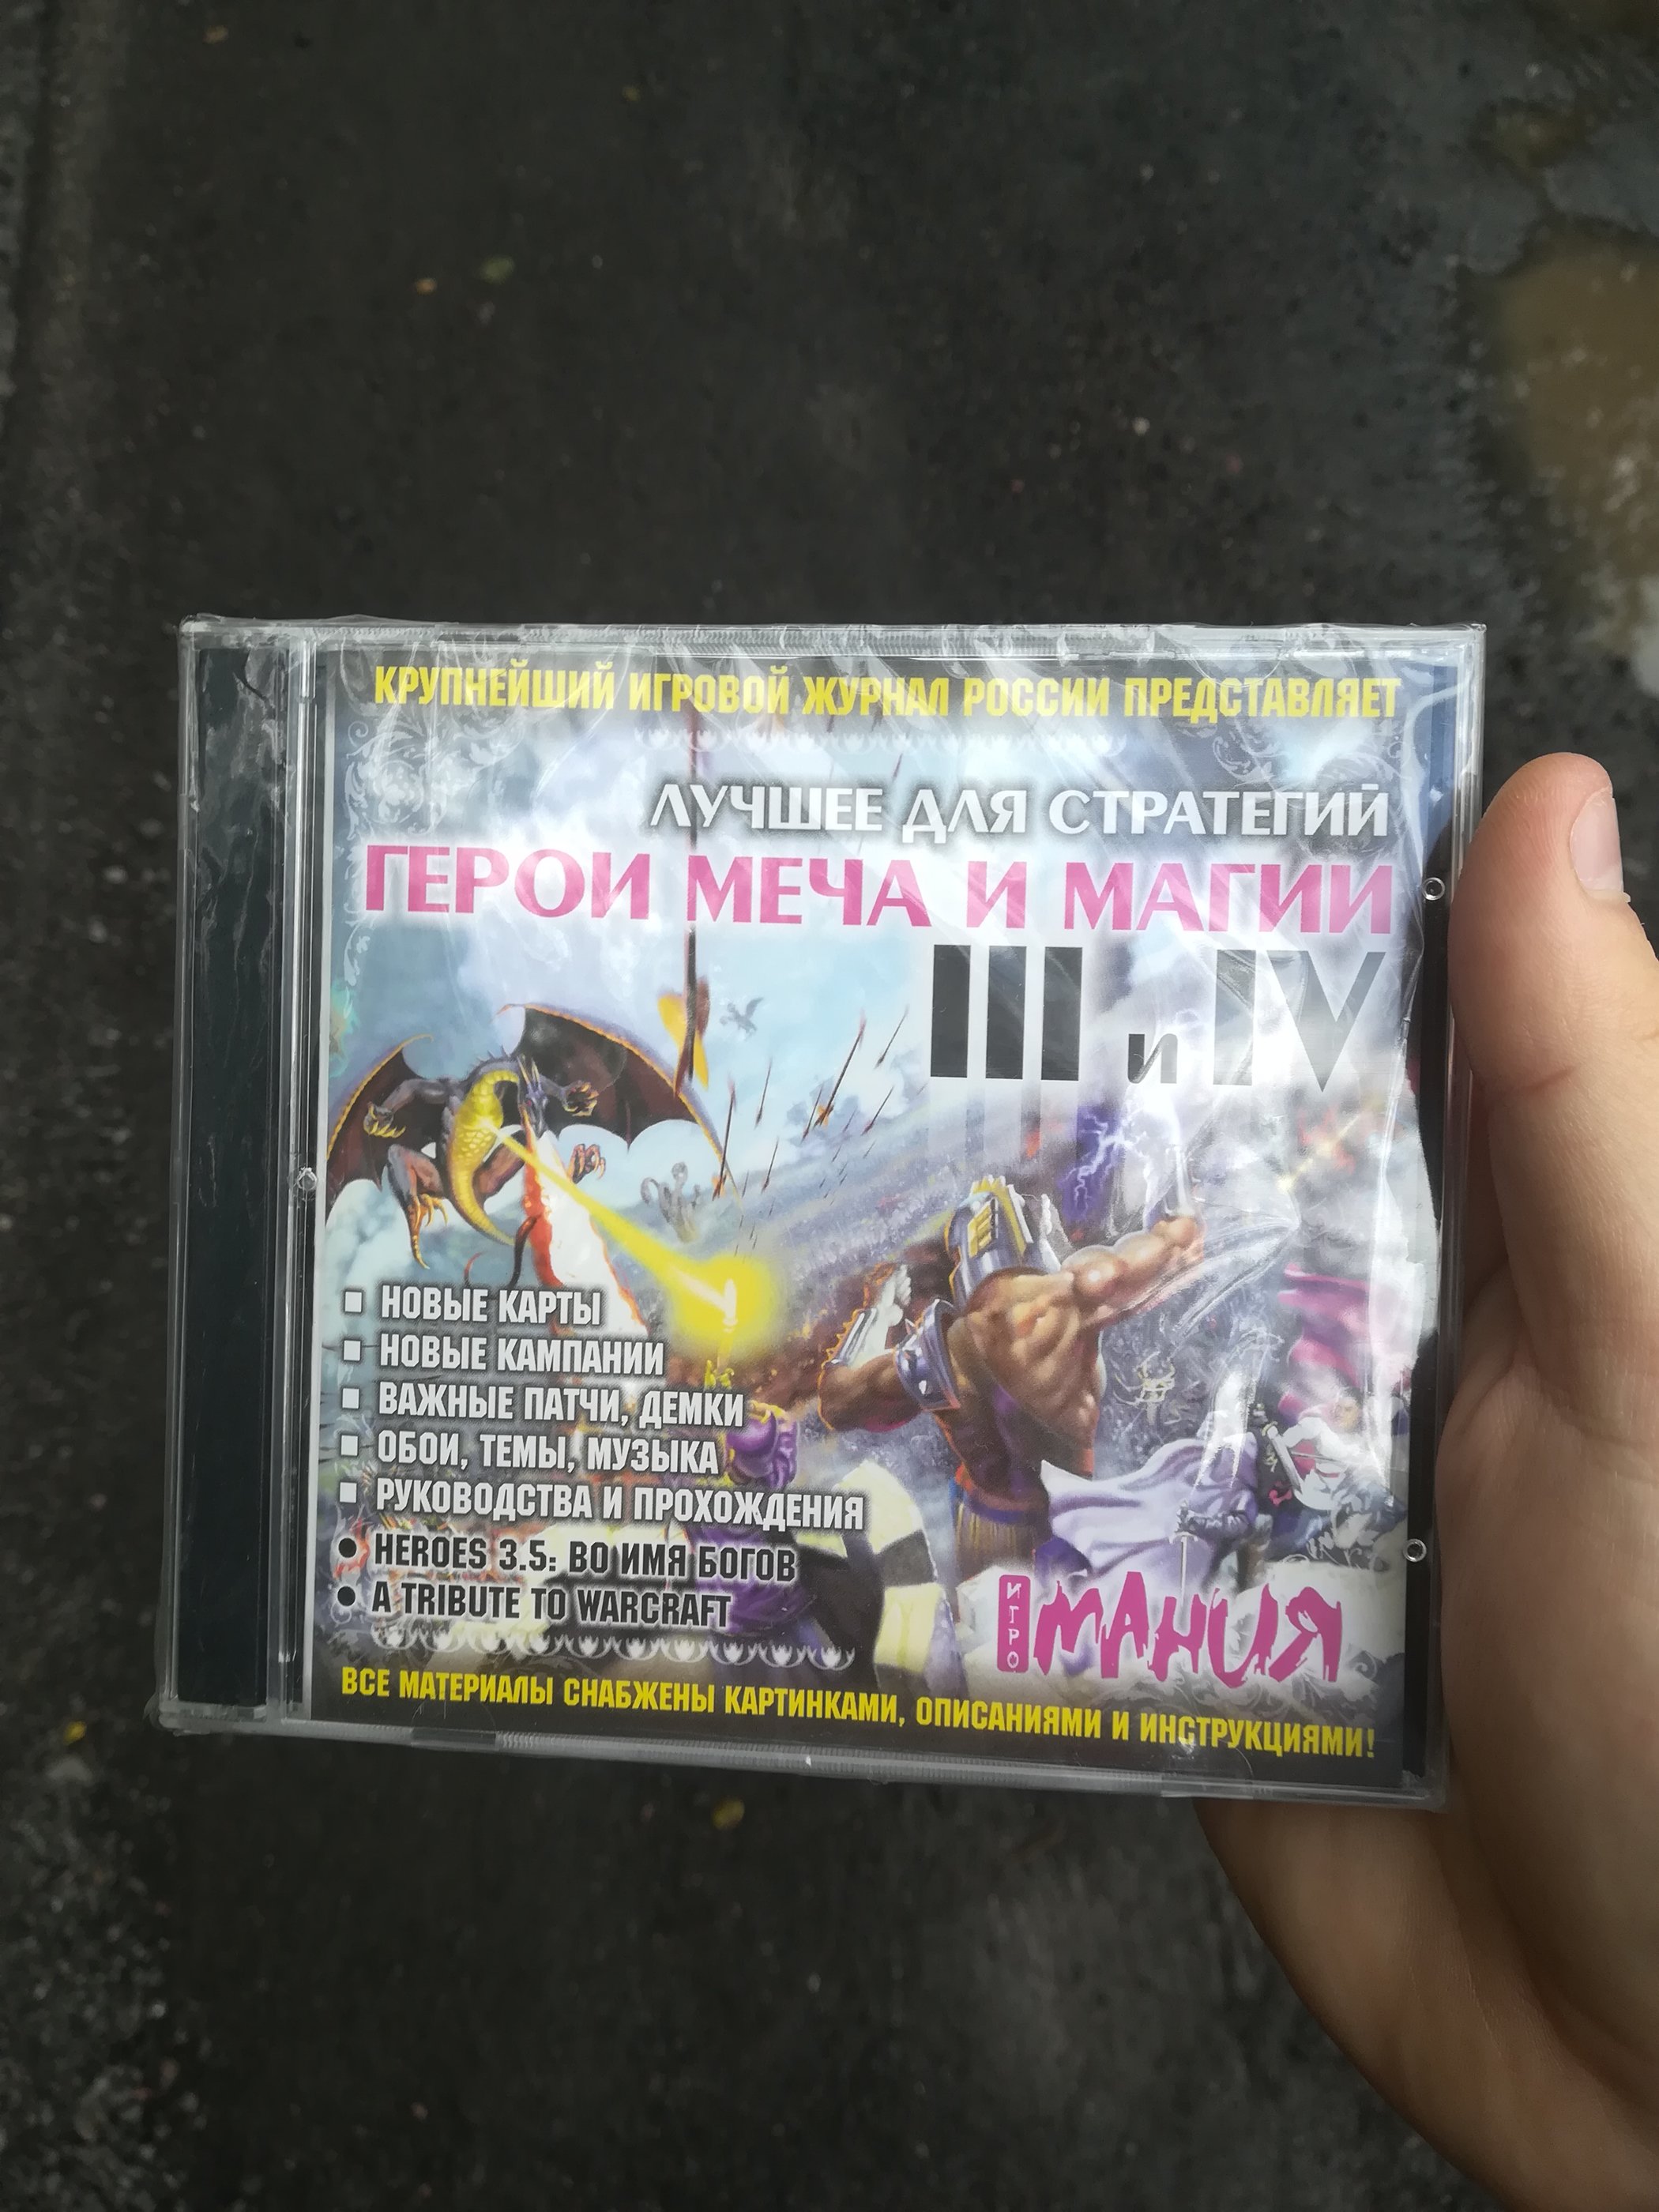 КРУПНЕЙШИЙ ИГРОВОЙ ЖУРНАЛ РОССИИ ПРЕДСТАВЛЯЕТ
ЛУЧШЕЕ ДЛЯ СТРАТЕГИЙ
ГЕРОИ МЕЧА И МАГИИ
III и IV
НОВЫЕ КАРТЫ
НОВЫЕ КАМПАНИИ
ВАЖНЫЕ ПАТЧИ, ДЕМКИ
ОБОИ, ТЕМЫ, МУЗЫКА
РУКОВОДСТВА И ПРОХОЖДЕНИЯ
HEROES 3.5: ВО ИМЯ БОГОВ
A TRIBUTE TO WARCRAFT
ИГРОМАНИЯ
ВСЕ МАТЕРИАЛЫ СНАБЖЕНЫ КАРТИНКАМИ, ОПИСАНИЯМИ И ИНСТРУКЦИЯМИ!